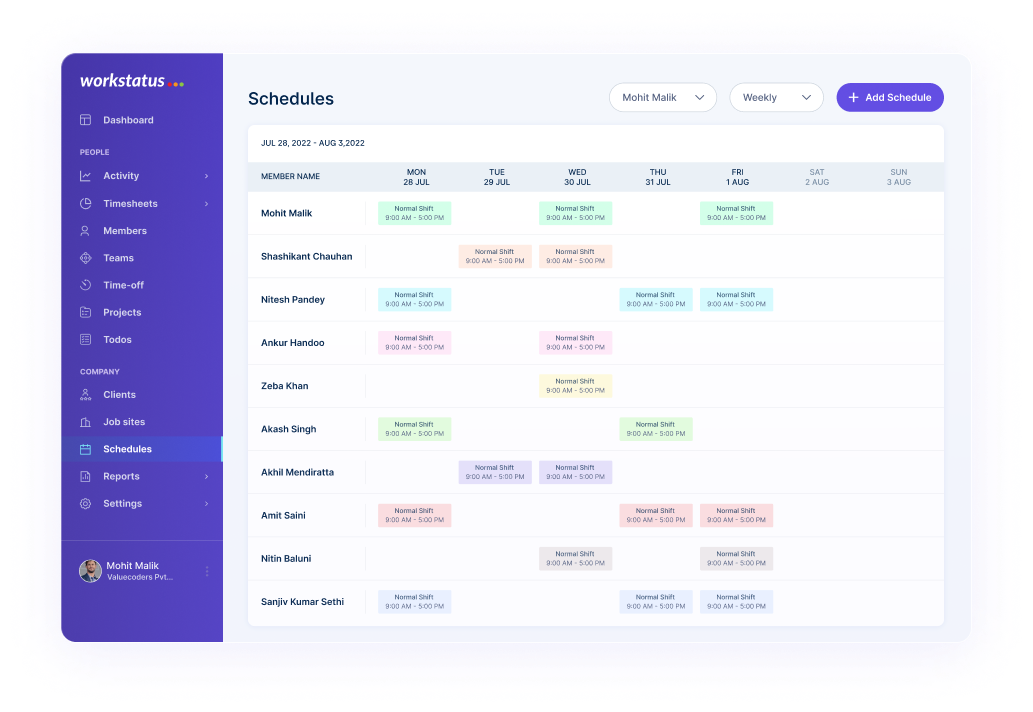 workstatus
Dashboard
PEOPLE
Activity
Timesheets
Members
Teams
Time-off
Projects
Todos
COMPANY
Clients
Job sites
Schedules
Reports
Settings
Mohit Malik
Valuecoders Pvt...
Schedules
Mohit Malik
Weekly
+ Add Schedule
JUL 28, 2022 - AUG 3,2022
MEMBER NAME
MON
28 JUL
TUE
29 JUL
WED
30 JUL
THU
31 JUL
FRI
1 AUG
SAT
2 AUG
SUN
3 AUG
Mohit Malik
Normal Shift
9:00 AM - 5:00 PM
Normal Shift
9:00 AM - 5:00 PM
Normal Shift
9:00 AM - 5:00 PM
Shashikant Chauhan
Normal Shift
9:00 AM - 5:00 PM
Normal Shift
9:00 AM - 5:00 PM
Nitesh Pandey
Normal Shift
9:00 AM - 5:00 PM
Normal Shift
9:00 AM - 5:00 PM
Normal Shift
9:00 AM - 5:00 PM
Ankur Handoo
Normal Shift
9:00 AM - 5:00 PM
Normal Shift
9:00 AM - 5:00 PM
Zeba Khan
Normal Shift
9:00 AM - 5:00 PM
Akash Singh
Normal Shift
9:00 AM - 5:00 PM
Normal Shift
9:00 AM - 5:00 PM
Akhil Mendiratta
Normal Shift
9:00 AM - 5:00 PM
Normal Shift
9:00 AM - 5:00 PM
Amit Saini
Normal Shift
9:00 AM - 5:00 PM
Normal Shift
9:00 AM - 5:00 PM
Normal Shift
9:00 AM - 5:00 PM
Nitin Baluni
Normal Shift
9:00 AM - 5:00 PM
Normal Shift
9:00 AM - 5:00 PM
Sanjiv Kumar Sethi
Normal Shift
9:00 AM - 5:00 PM
Normal Shift
9:00 AM - 5:00 PM
Normal Shift
9:00 AM - 5:00 PM